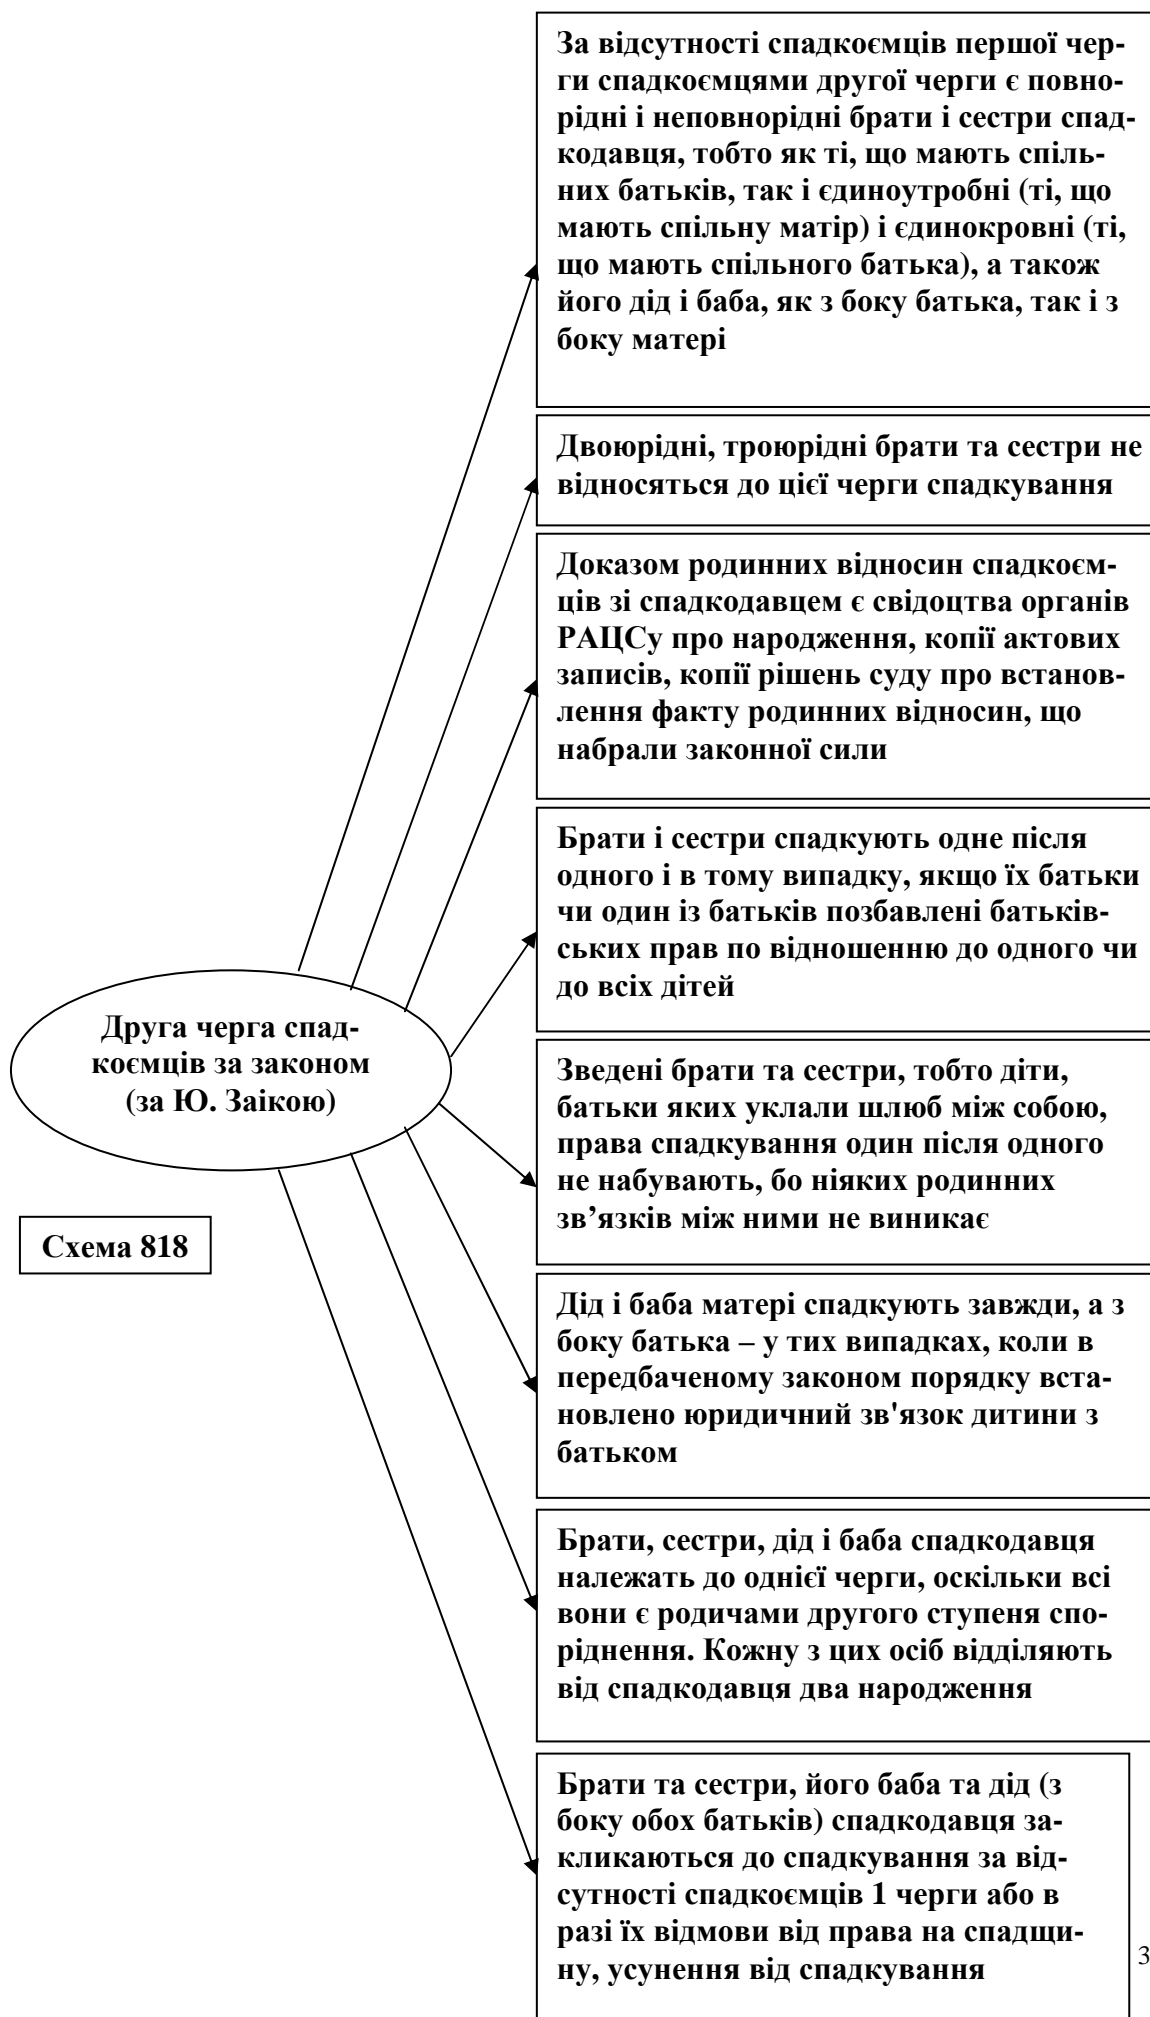 За відсутності спадкоємців першої чер-
ги спадкоємцями другої черги є повно-
рідні і неповнорідні брати і сестри спад-
кодавця, тобто як ті, що мають спіль-
них батьків, так і єдиноутробні (ті, що
мають спільну матір) і єдинокровні (ті,
що мають спільного батька), а також
його дід і баба, як з боку батька, так і з
боку матері
Двоюрідні, троюрідні брати та сестри не
відносяться до цієї черги спадкування
Доказом родинних відносин спадкоєм-
ців зі спадкодавцем є свідоцтва органів
РАЦСу про народження, копії актових
записів, копії рішень суду про встанов-
лення факту родинних відносин, що
набрали законної сили
Брати і сестри спадкують одне після
одного і в тому випадку, якщо їх батьки
чи один із батьків позбавлені батьків-
ських прав по відношенню до одного чи
до всіх дітей
Друга черга спад-
коємців за законом
(за Ю. Заікою)
Зведені брати та сестри, тобто діти,
батьки яких уклали шлюб між собою,
права спадкування один після одного
не набувають, бо ніяких родинних
зв’язків між ними не виникає
Схема 818
Дід і баба матері спадкують завжди, а з
боку батька – у тих випадках, коли в
передбаченому законом порядку вста-
новлено юридичний зв'язок дитини з
батьком
Брати, сестри, дід і баба спадкодавця
належать до однієї черги, оскільки всі
вони є родичами другого ступеня спо-
ріднення. Кожну з цих осіб відділяють
від спадкодавця два народження
Брати та сестри, його баба та дід (з
боку обох батьків) спадкодавця за-
кликаються до спадкування за від-
сутності спадкоємців 1 черги або в
разі їх відмови від права на спадщи-
ну, усунення від спадкування
3